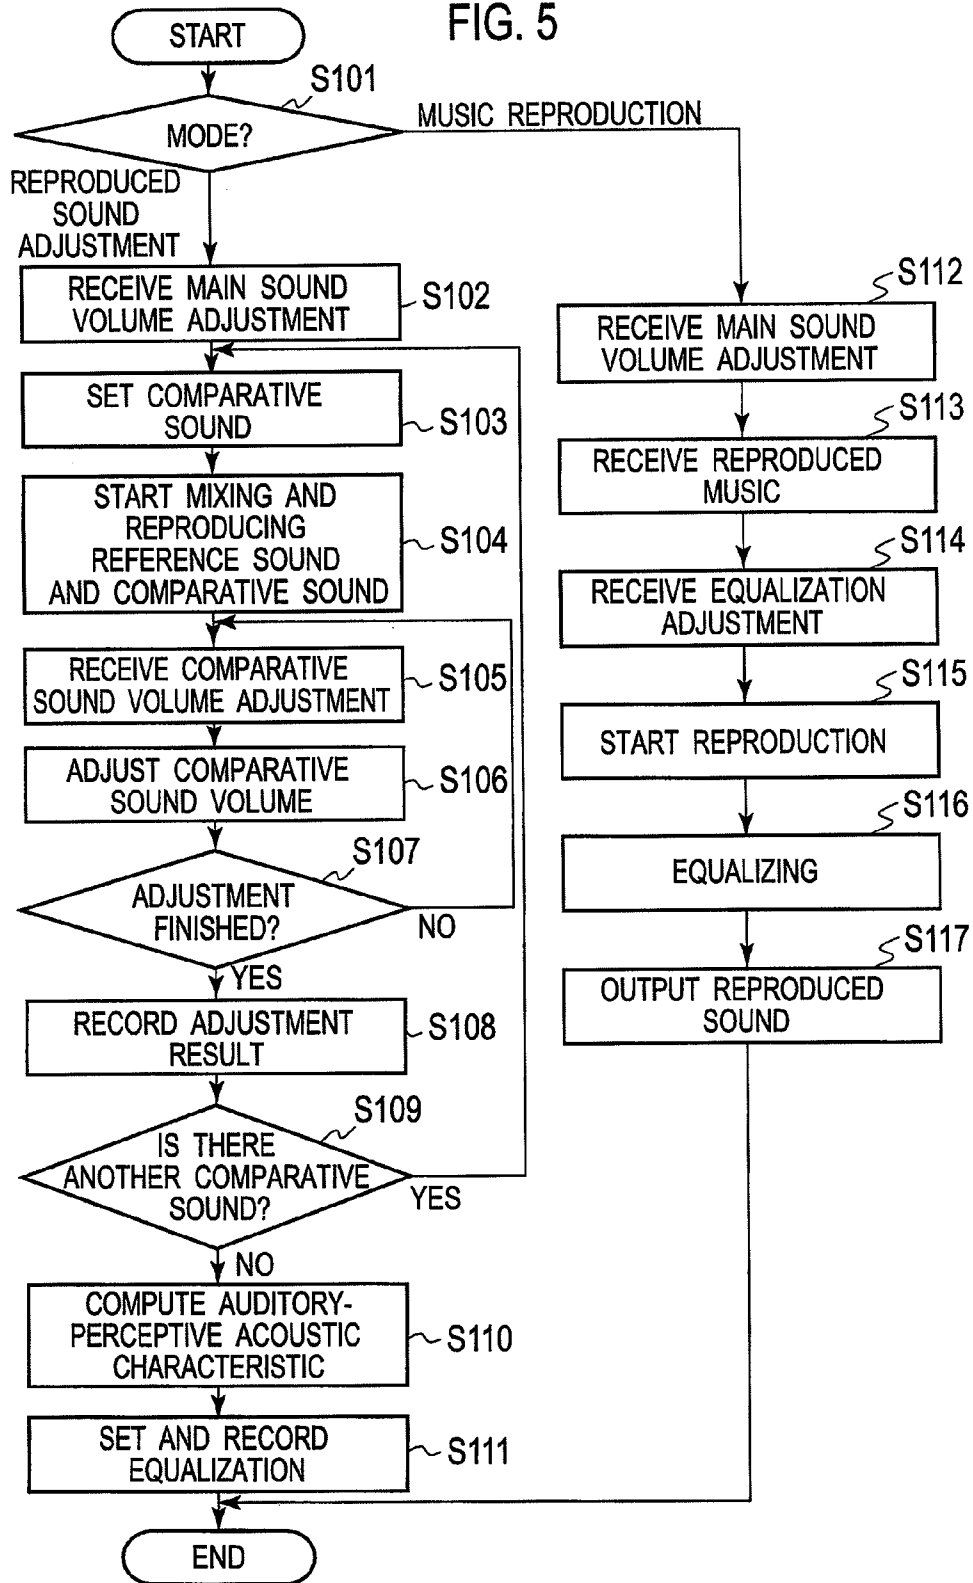 FIG. 5
START
S101
MODE?
MUSIC REPRODUCTION
REPRODUCED
SOUND
ADJUSTMENT
RECEIVE MAIN SOUND
VOLUME ADJUSTMENT
S102
SET COMPARATIVE
SOUND
S103
START MIXING AND
REPRODUCING
REFERENCE SOUND
AND COMPARATIVE SOUND
S104
RECEIVE COMPARATIVE
SOUND VOLUME ADJUSTMENT
S105
ADJUST COMPARATIVE
SOUND VOLUME
S106
S107
ADJUSTMENT
FINISHED?
NO
YES
RECORD ADJUSTMENT
RESULT
S108
S109
IS THERE
ANOTHER COMPARATIVE
SOUND?
YES
NO
COMPUTE AUDITORY-
PERCEPTIVE ACOUSTIC
CHARACTERISTIC
S110
SET AND RECORD
EQUALIZATION
S111
END
S112
RECEIVE MAIN SOUND
VOLUME ADJUSTMENT
S113
RECEIVE REPRODUCED
MUSIC
S114
RECEIVE EQUALIZATION
ADJUSTMENT
S115
START REPRODUCTION
S116
EQUALIZING
S117
OUTPUT REPRODUCED
SOUND